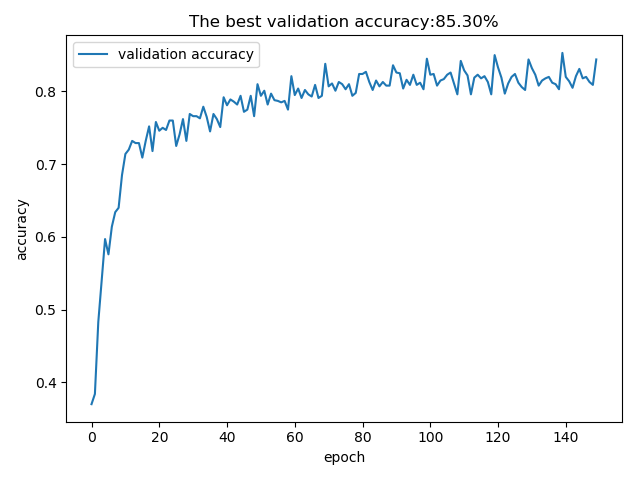 The best validation accuracy:85.30%
validation accuracy
0.8
0.7
0.6
0.5
0.4
accuracy
0 20 40 60 80 100 120 140
epoch